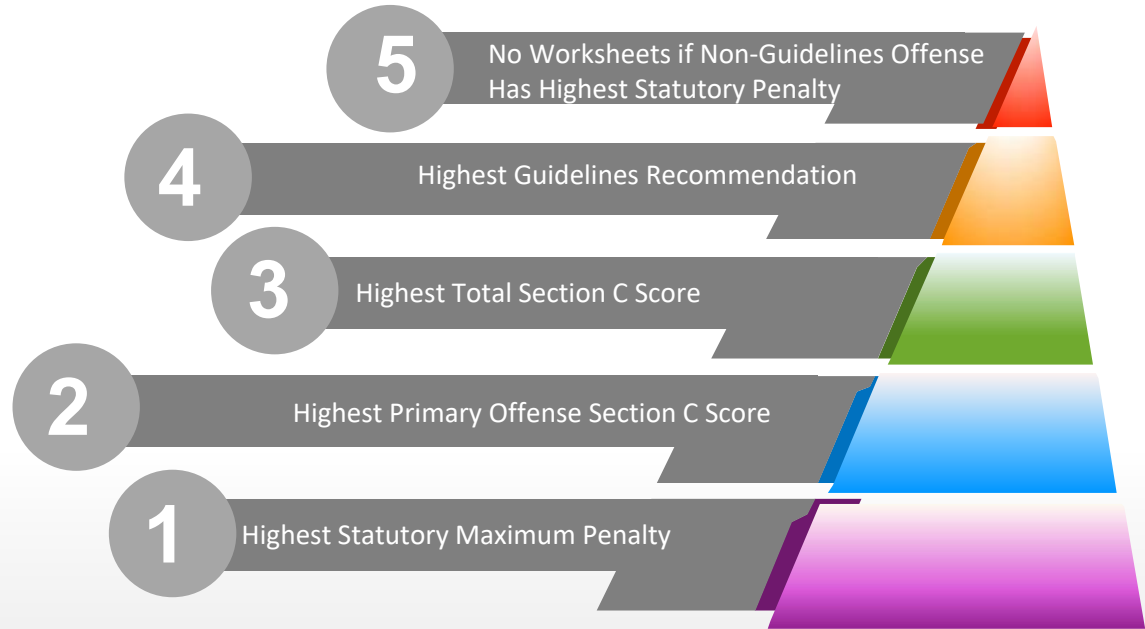 5
No Worksheets if Non-Guidelines Offense
Has Highest Statutory Penalty
4
Highest Guidelines Recommendation
3
Highest Total Section C Score
2
Highest Primary Offense Section C Score
1
Highest Statutory Maximum Penalty